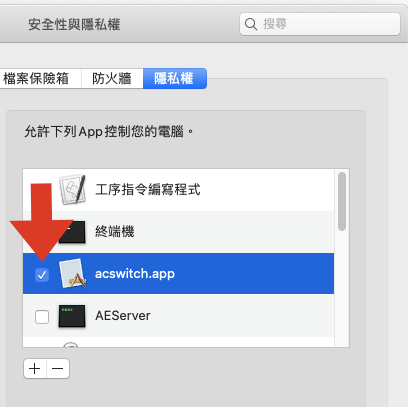 安全性與隱私權
搜尋
檔案保險箱
防火牆
隱私權
允許下列 App 控制您的電腦。
工序指令編寫程式
終端機
acswitch.app
AEServer